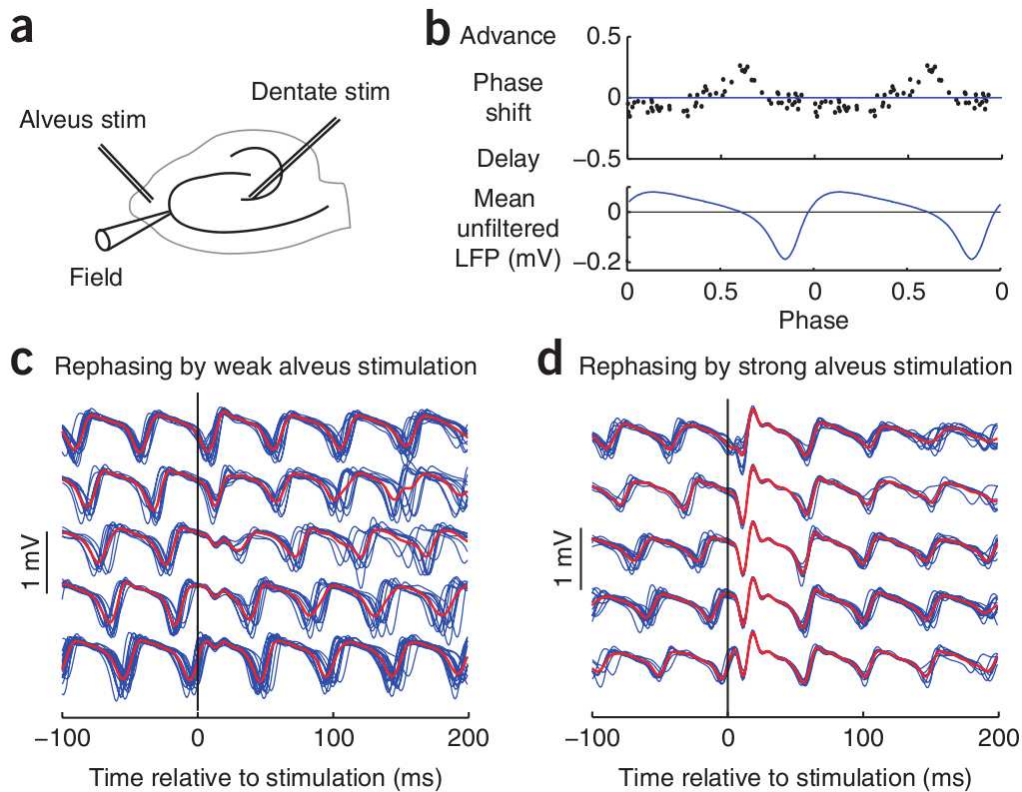 a
Alveus stim
Dentate stim
Field
b
Advance
Phase
shift
Delay
0.5
0
−0.5
Mean
unfiltered
LFP (mV)
0
−0.2
0
0.5
0
0.5
0
Phase
c
Rephasing by weak alveus stimulation
1 mV
−100
0
100
200
Time relative to stimulation (ms)
d
Rephasing by strong alveus stimulation
1 mV
−100
0
100
200
Time relative to stimulation (ms)